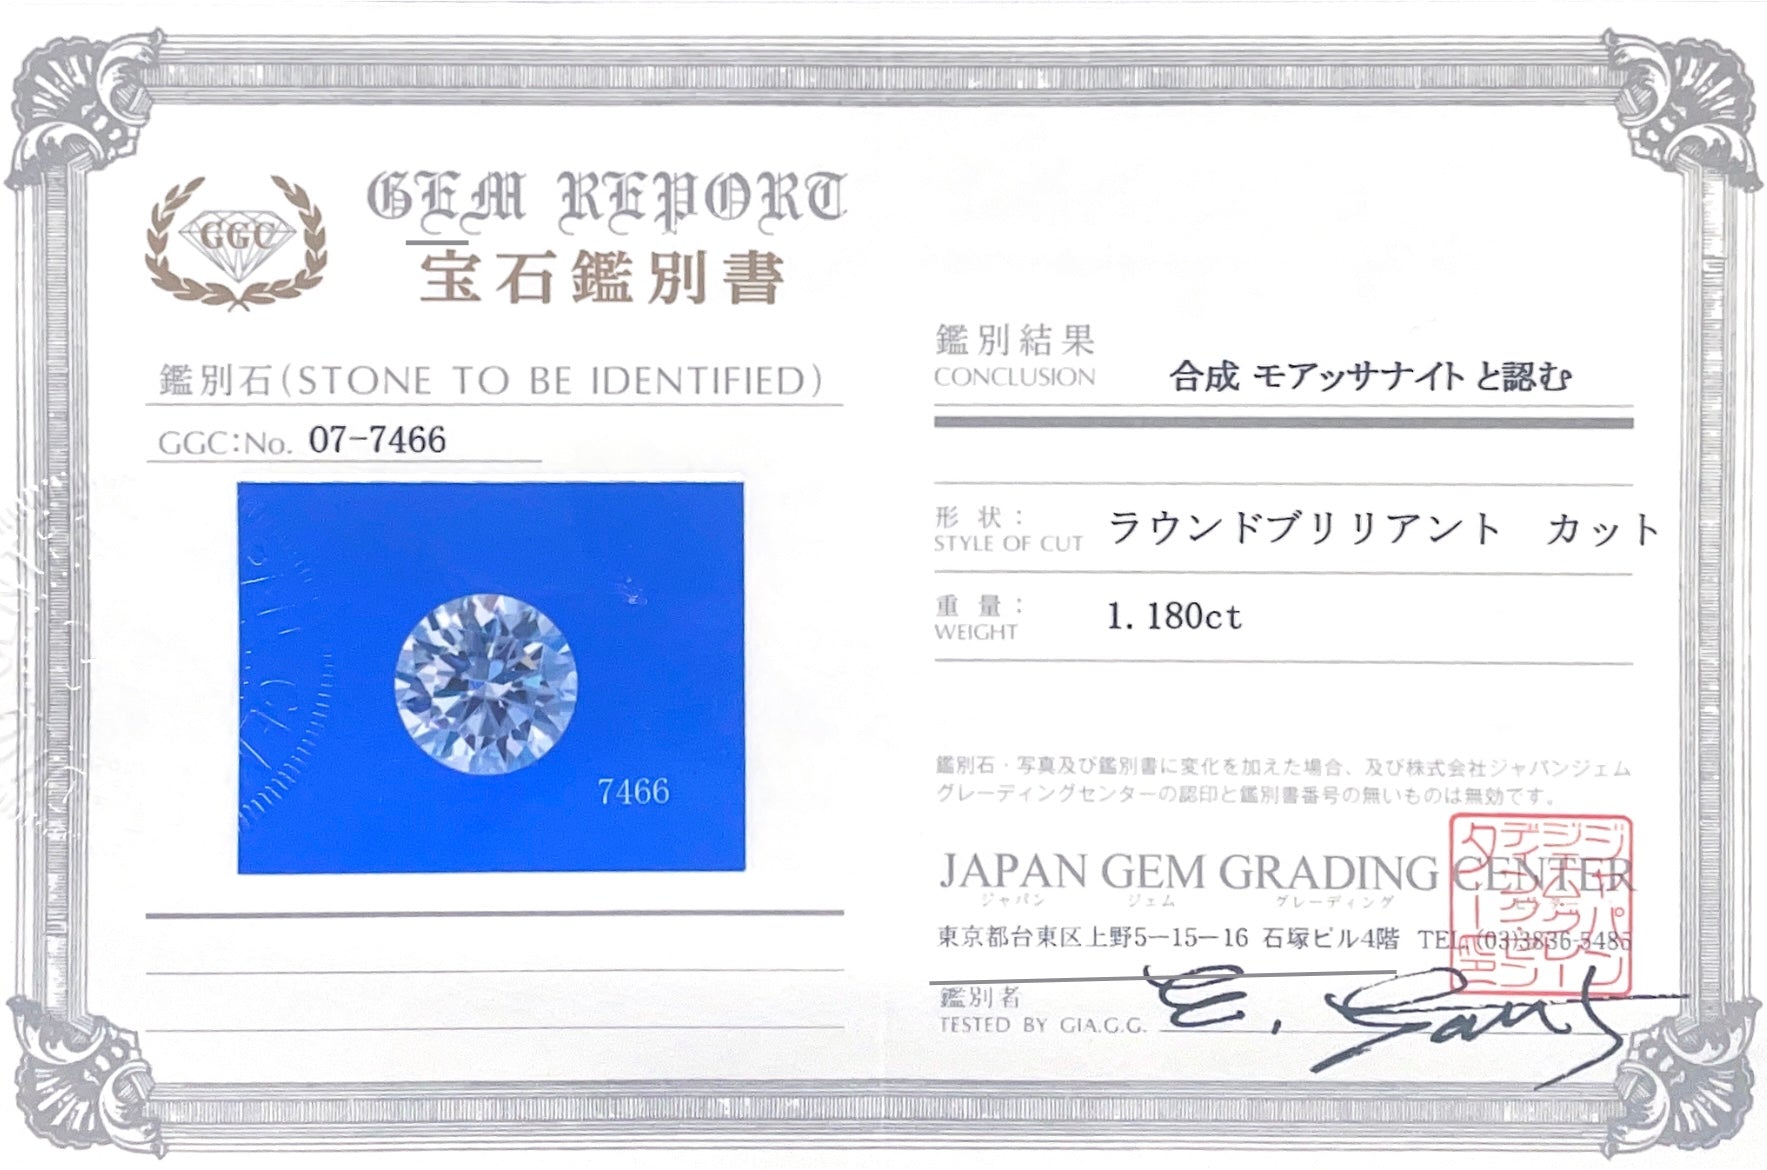 GGC
GEM REPORT
宝石鑑別書
鑑別石(STONE TO BE IDENTIFIED)
GGC:No. 07-7466
7466
鑑別結果
CONCLUSION 合成 モアッサナイト と認む
形 状:
STYLE OF CUT ラウンドブリリアント カット
重 量:
WEIGHT 1.180ct
鑑別石・写真及び鑑別書に変化を加えた場合、及び株式会社ジャパンジェム
グレーディングセンターの認印と鑑別書番号の無いものは無効です。
JAPAN GEM GRADING CENTER
ジャパン ジェム グレーディング
東京都台東区上野5-15-16 石塚ビル4階 TEL. (03)3836-5485
鑑別者
TESTED BY GIA.G.G.